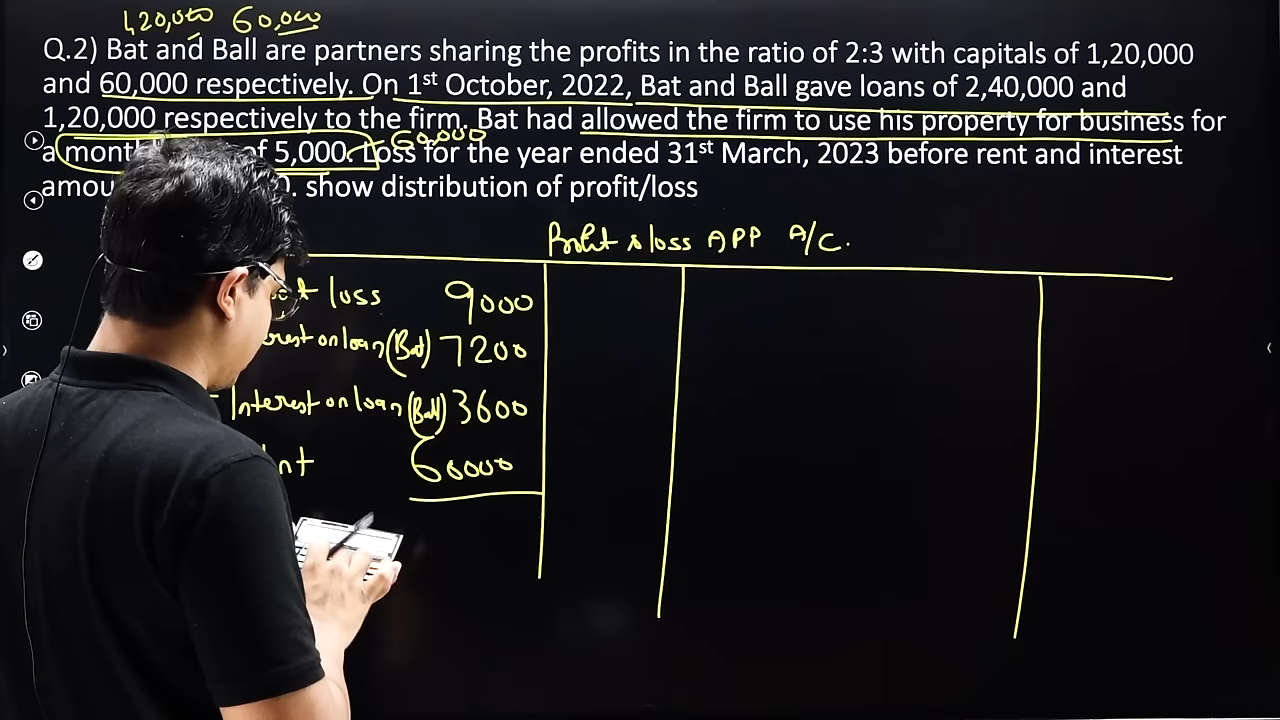 1,20,000 60,000
Q.2) Bat and Ball are partners sharing the profits in the ratio of 2:3 with capitals of 1,20,000
and 60,000 respectively. On 1st October, 2022, Bat and Ball gave loans of 2,40,000 and
1,20,000 respectively to the firm. Bat had allowed the firm to use his property for business for
a of 5,000. Loss for the year ended 31st March, 2023 before rent and interest
60,000
show distribution of profit/loss
Profit & loss APP A/C.
loss 9000
on loan (Bat) 7200
- Interest on loan (Ball) 3600
60000